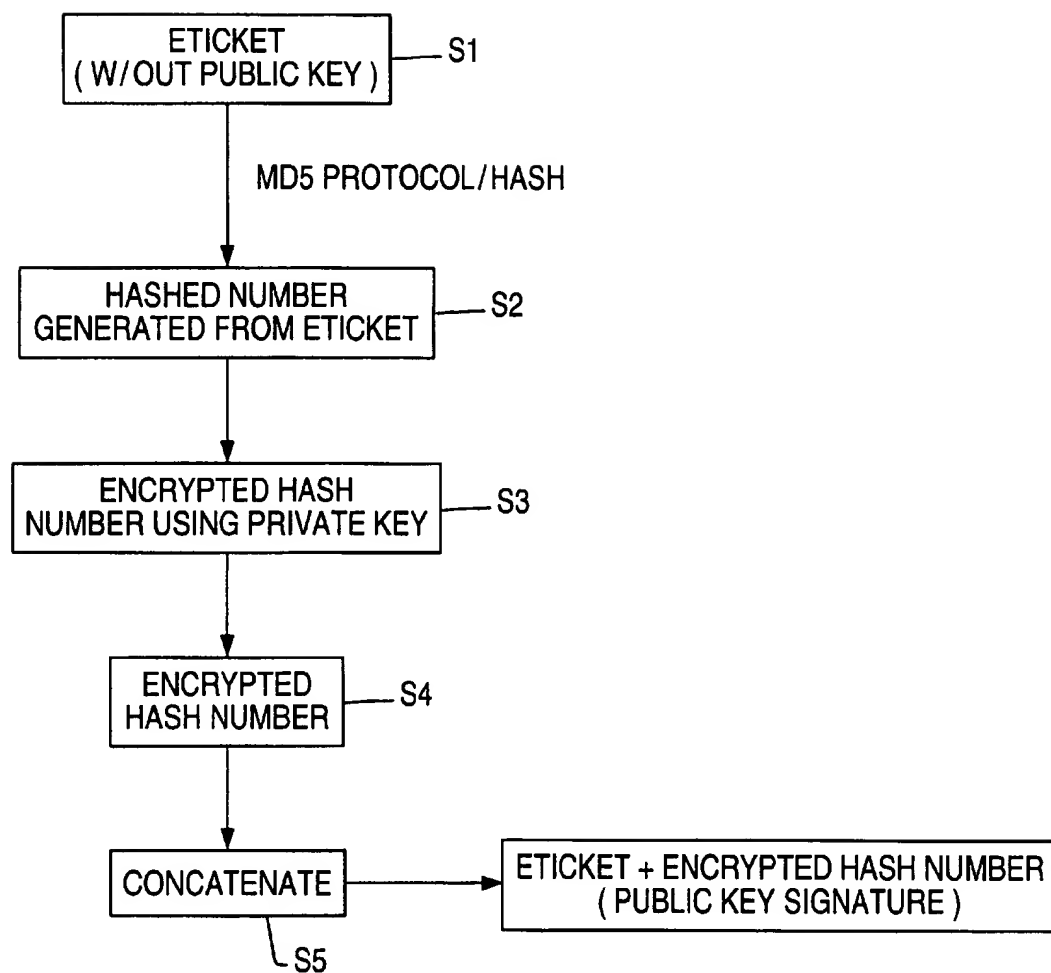 ETICKET
( W/OUT PUBLIC KEY )
S1
MD5 PROTOCOL/HASH
HASHED NUMBER
GENERATED FROM ETICKET
S2
ENCRYPTED HASH
NUMBER USING PRIVATE KEY
S3
ENCRYPTED
HASH NUMBER
S4
CONCATENATE
S5
ETICKET + ENCRYPTED HASH NUMBER
( PUBLIC KEY SIGNATURE )